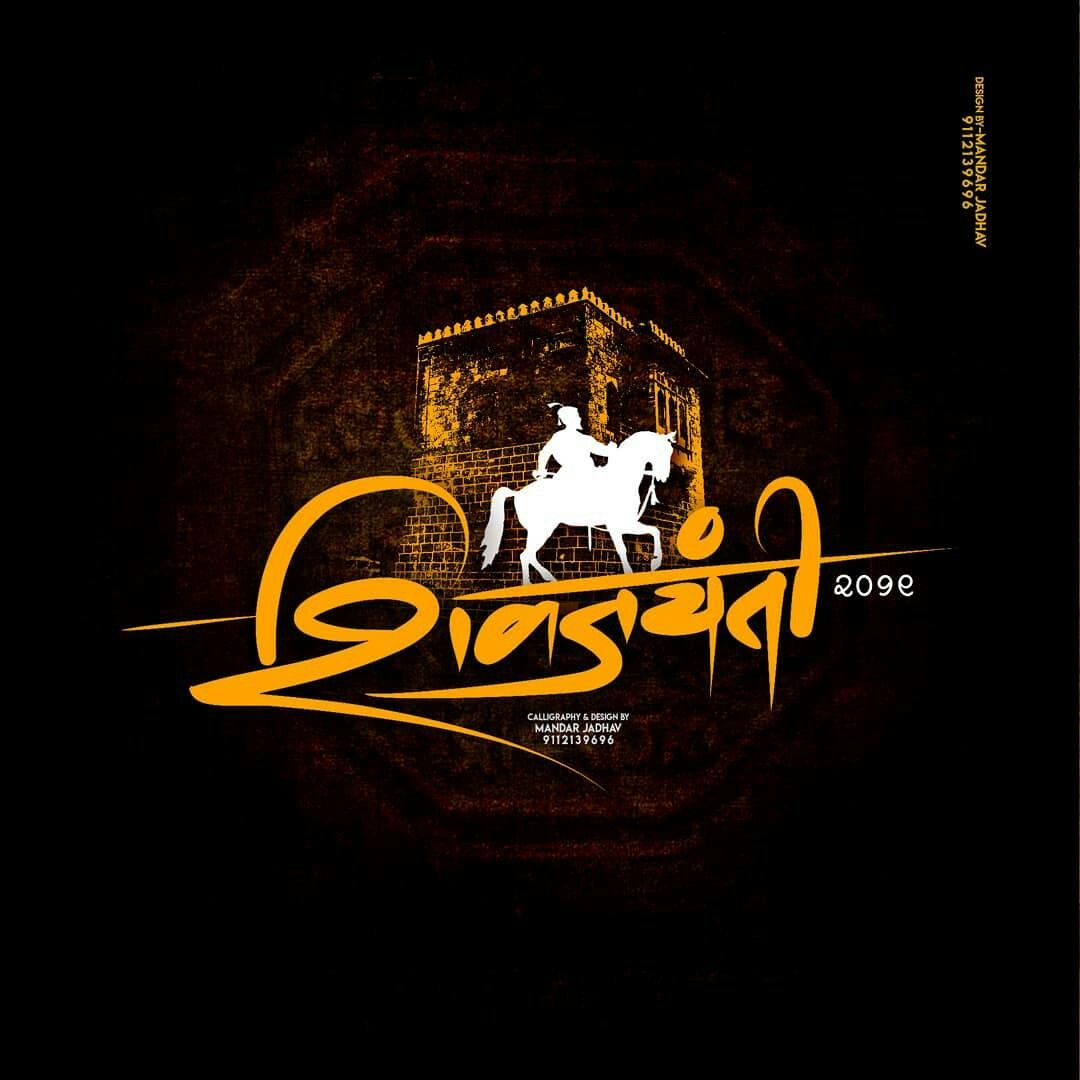 DESIGN BY-MANDAR JADHAV
9112139696
शिवजयंती
२०१९
CALLIGRAPHY & DESIGN BY
MANDAR JADHAV
9112139696